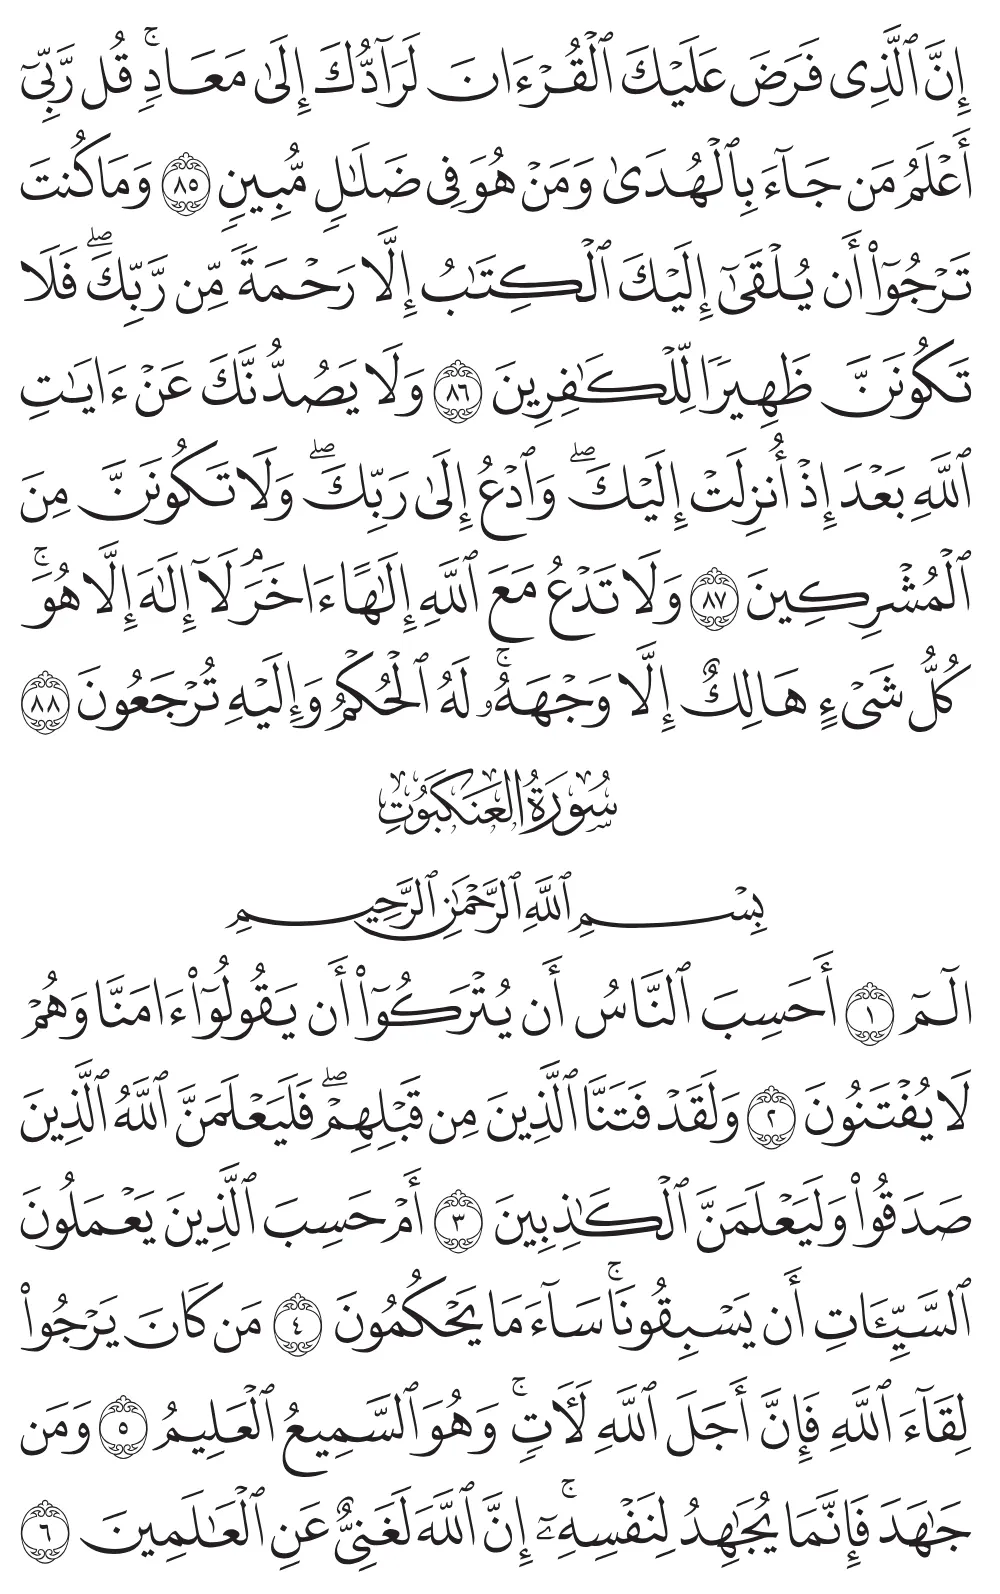 إِنَّ ٱلَّذِى فَرَضَ عَلَيْكَ ٱلْقُرْءَانَ لَرَآدُّكَ إِلَىٰ مَعَادٍۢ ۚ قُل رَّبِّىٓ
أَعْلَمُ مَن جَآءَ بِٱلْهُدَىٰ وَمَنْ هُوَ فِى ضَلَـٰلٍۢ مُّبِينٍۢ ٨٥ وَمَا كُنتَ
تَرْجُوٓا۟ أَن يُلْقَىٰٓ إِلَيْكَ ٱلْكِتَـٰبُ إِلَّا رَحْمَةًۭ مِّن رَّبِّكَ ۖ فَلَا
تَكُونَنَّ ظَهِيرًۭا لِّلْكَـٰفِرِينَ ٨٦ وَلَا يَصُدُّنَّكَ عَنْ ءَايَـٰتِ
ٱللَّهِ بَعْدَ إِذْ أُنزِلَتْ إِلَيْكَ ۖ وَٱدْعُ إِلَىٰ رَبِّكَ ۖ وَلَا تَكُونَنَّ مِنَ
ٱلْمُشْرِكِينَ ٨٧ وَلَا تَدْعُ مَعَ ٱللَّهِ إِلَـٰهًا ءَاخَرَ ۘ لَآ إِلَـٰهَ إِلَّا هُوَ ۚ
كُلُّ شَىْءٍ هَالِكٌ إِلَّا وَجْهَهُۥ ۚ لَهُ ٱلْحُكْمُ وَإِلَيْهِ تُرْجَعُونَ ٨٨
سُورَةُ العَنكَبُوتِ
بِسْمِ ٱللَّهِ ٱلرَّحْمَـٰنِ ٱلرَّحِيمِ
الٓمٓ ١ أَحَسِبَ ٱلنَّاسُ أَن يُتْرَكُوٓا۟ أَن يَقُولُوٓا۟ ءَامَنَّا وَهُمْ
لَا يُفْتَنُونَ ٢ وَلَقَدْ فَتَنَّا ٱلَّذِينَ مِن قَبْلِهِمْ ۖ فَلَيَعْلَمَنَّ ٱللَّهُ ٱلَّذِينَ
صَدَقُوا۟ وَلَيَعْلَمَنَّ ٱلْكَـٰذِبِينَ ٣ أَمْ حَسِبَ ٱلَّذِينَ يَعْمَلُونَ
ٱلسَّيِّـَٔاتِ أَن يَسْبِقُونَا ۚ سَآءَ مَا يَحْكُمُونَ ٤ مَن كَانَ يَرْجُوا۟
لِقَآءَ ٱللَّهِ فَإِنَّ أَجَلَ ٱللَّهِ لَـَٔاتٍۢ ۚ وَهُوَ ٱلسَّمِيعُ ٱلْعَلِيمُ ٥ وَمَن
جَـٰهَدَ فَإِنَّمَا يُجَـٰهِدُ لِنَفْسِهِۦٓ ۚ إِنَّ ٱللَّهَ لَغَنِىٌّ عَنِ ٱلْعَـٰلَمِينَ ٦